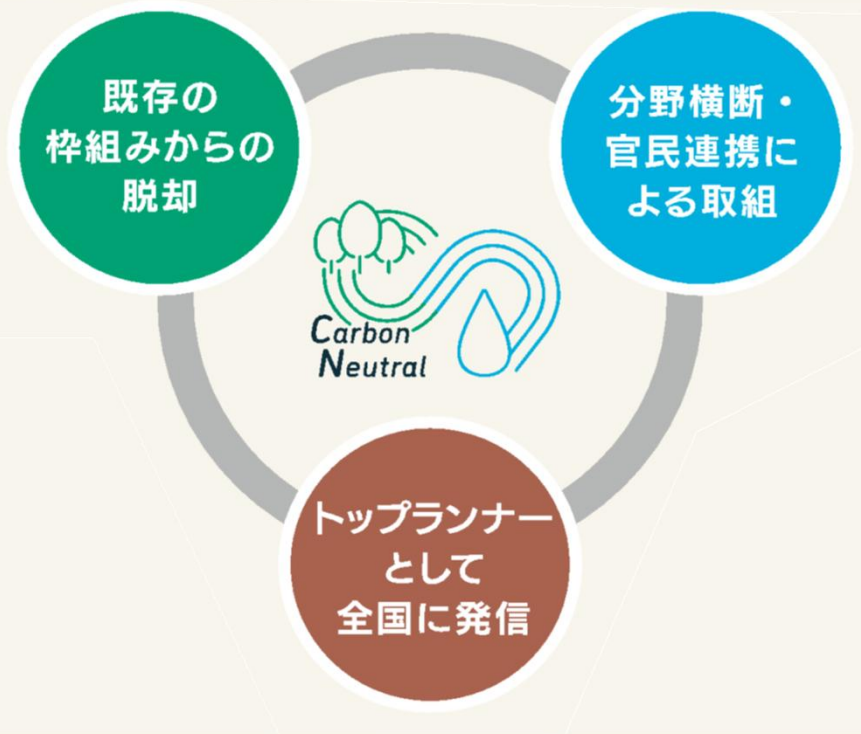 既存の
枠組みからの
脱却
分野横断・
官民連携に
よる取組
Carbon
Neutral
トップランナー
として
全国に発信